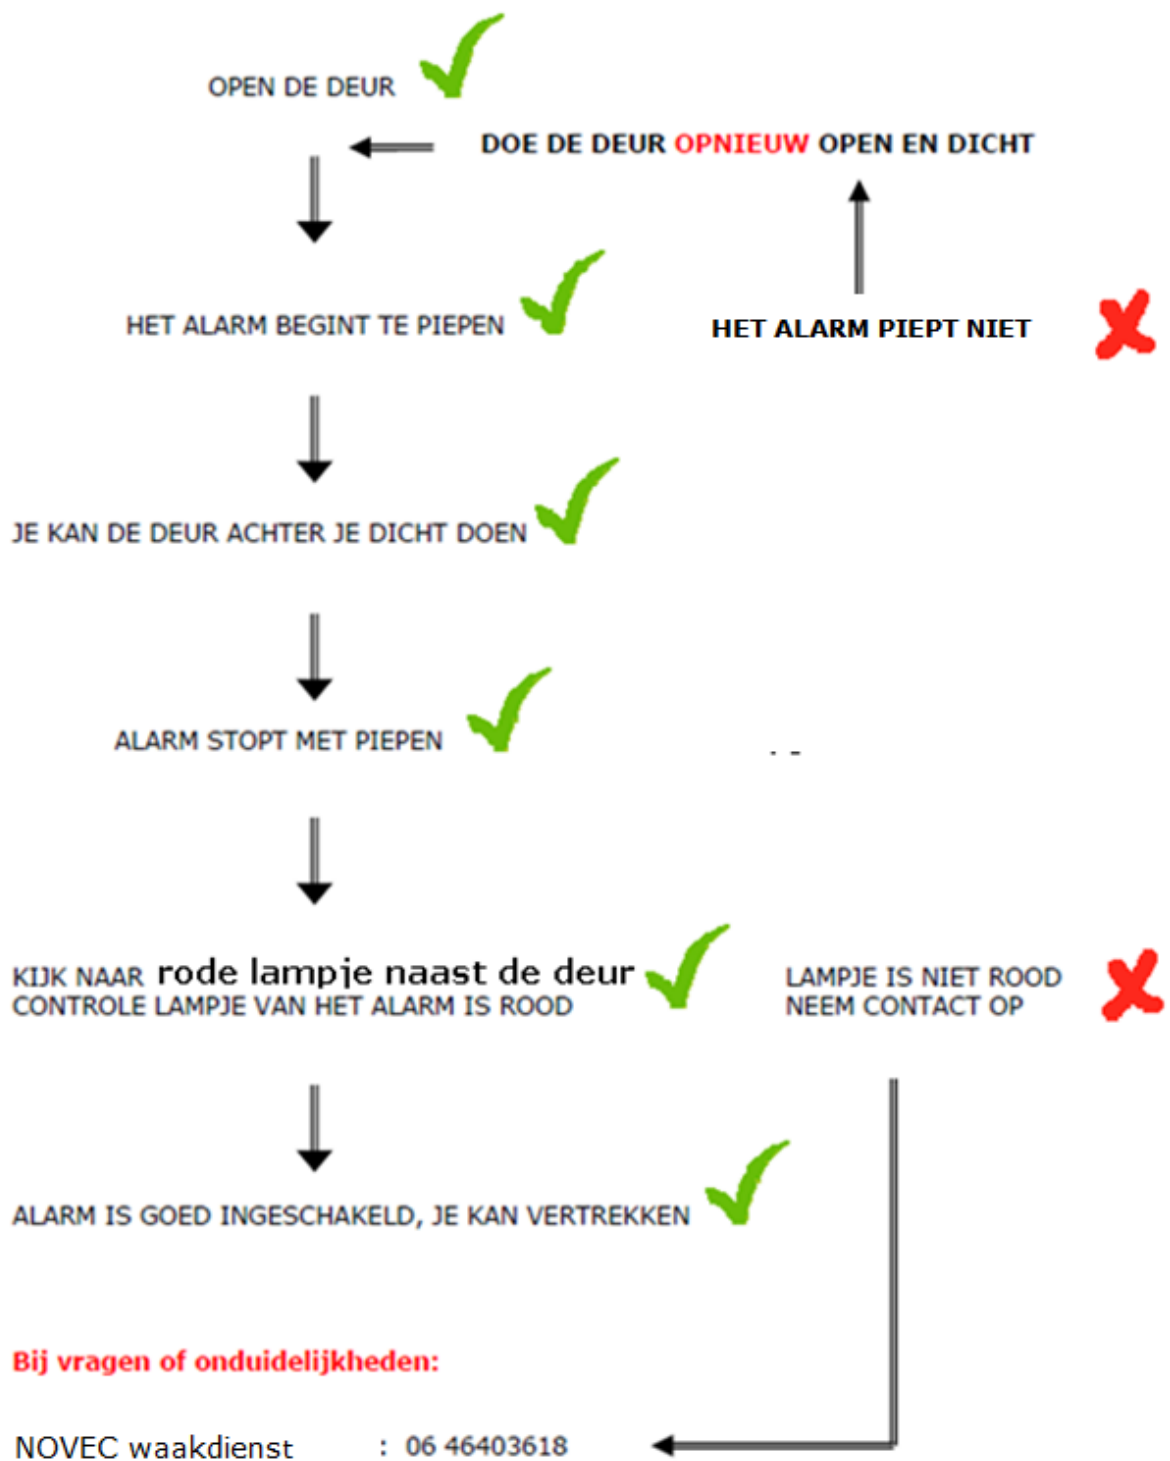 OPEN DE DEUR
DOE DE DEUR OPNIEUW OPEN EN DICHT
HET ALARM BEGINT TE PIEPEN
HET ALARM PIEPT NIET
JE KAN DE DEUR ACHTER JE DICHT DOEN
ALARM STOPT MET PIEPEN
KIJK NAAR rode lampje naast de deur
CONTROLE LAMPJE VAN HET ALARM IS ROOD
LAMPJE IS NIET ROOD
NEEM CONTACT OP
ALARM IS GOED INGESCHAKELD, JE KAN VERTREKKEN
Bij vragen of onduidelijkheden:
NOVEC waakdienst : 06 46403618